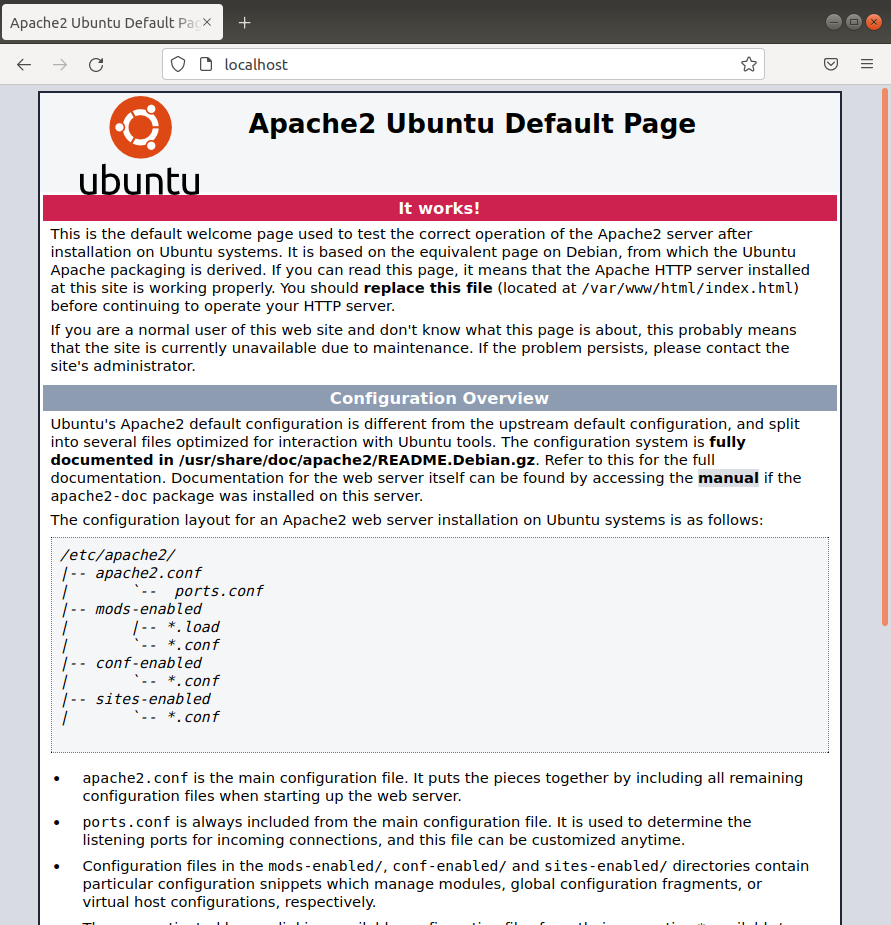 Apache2 Ubuntu Default Pag
localhost
ubuntu
Apache2 Ubuntu Default Page
It works!
This is the default welcome page used to test the correct operation of the Apache2 server after
installation on Ubuntu systems. It is based on the equivalent page on Debian, from which the Ubuntu
Apache packaging is derived. If you can read this page, it means that the Apache HTTP server installed
at this site is working properly. You should replace this file (located at /var/www/html/index.html)
before continuing to operate your HTTP server.
If you are a normal user of this web site and don't know what this page is about, this probably means
that the site is currently unavailable due to maintenance. If the problem persists, please contact the
site's administrator.
Configuration Overview
Ubuntu's Apache2 default configuration is different from the upstream default configuration, and split
into several files optimized for interaction with Ubuntu tools. The configuration system is fully
documented in /usr/share/doc/apache2/README.Debian.gz. Refer to this for the full
documentation. Documentation for the web server itself can be found by accessing the manual if the
apache2-doc package was installed on this server.
The configuration layout for an Apache2 web server installation on Ubuntu systems is as follows:
/etc/apache2/
|-- apache2.conf
|       `--  ports.conf
|-- mods-enabled
|       |-- *.load
|       `-- *.conf
|-- conf-enabled
|       `-- *.conf
|-- sites-enabled
|       `-- *.conf
• apache2.conf is the main configuration file. It puts the pieces together by including all remaining
configuration files when starting up the web server.
• ports.conf is always included from the main configuration file. It is used to determine the
listening ports for incoming connections, and this file can be customized anytime.
• Configuration files in the mods-enabled/, conf-enabled/ and sites-enabled/ directories contain
particular configuration snippets which manage modules, global configuration fragments, or
virtual host configurations, respectively.